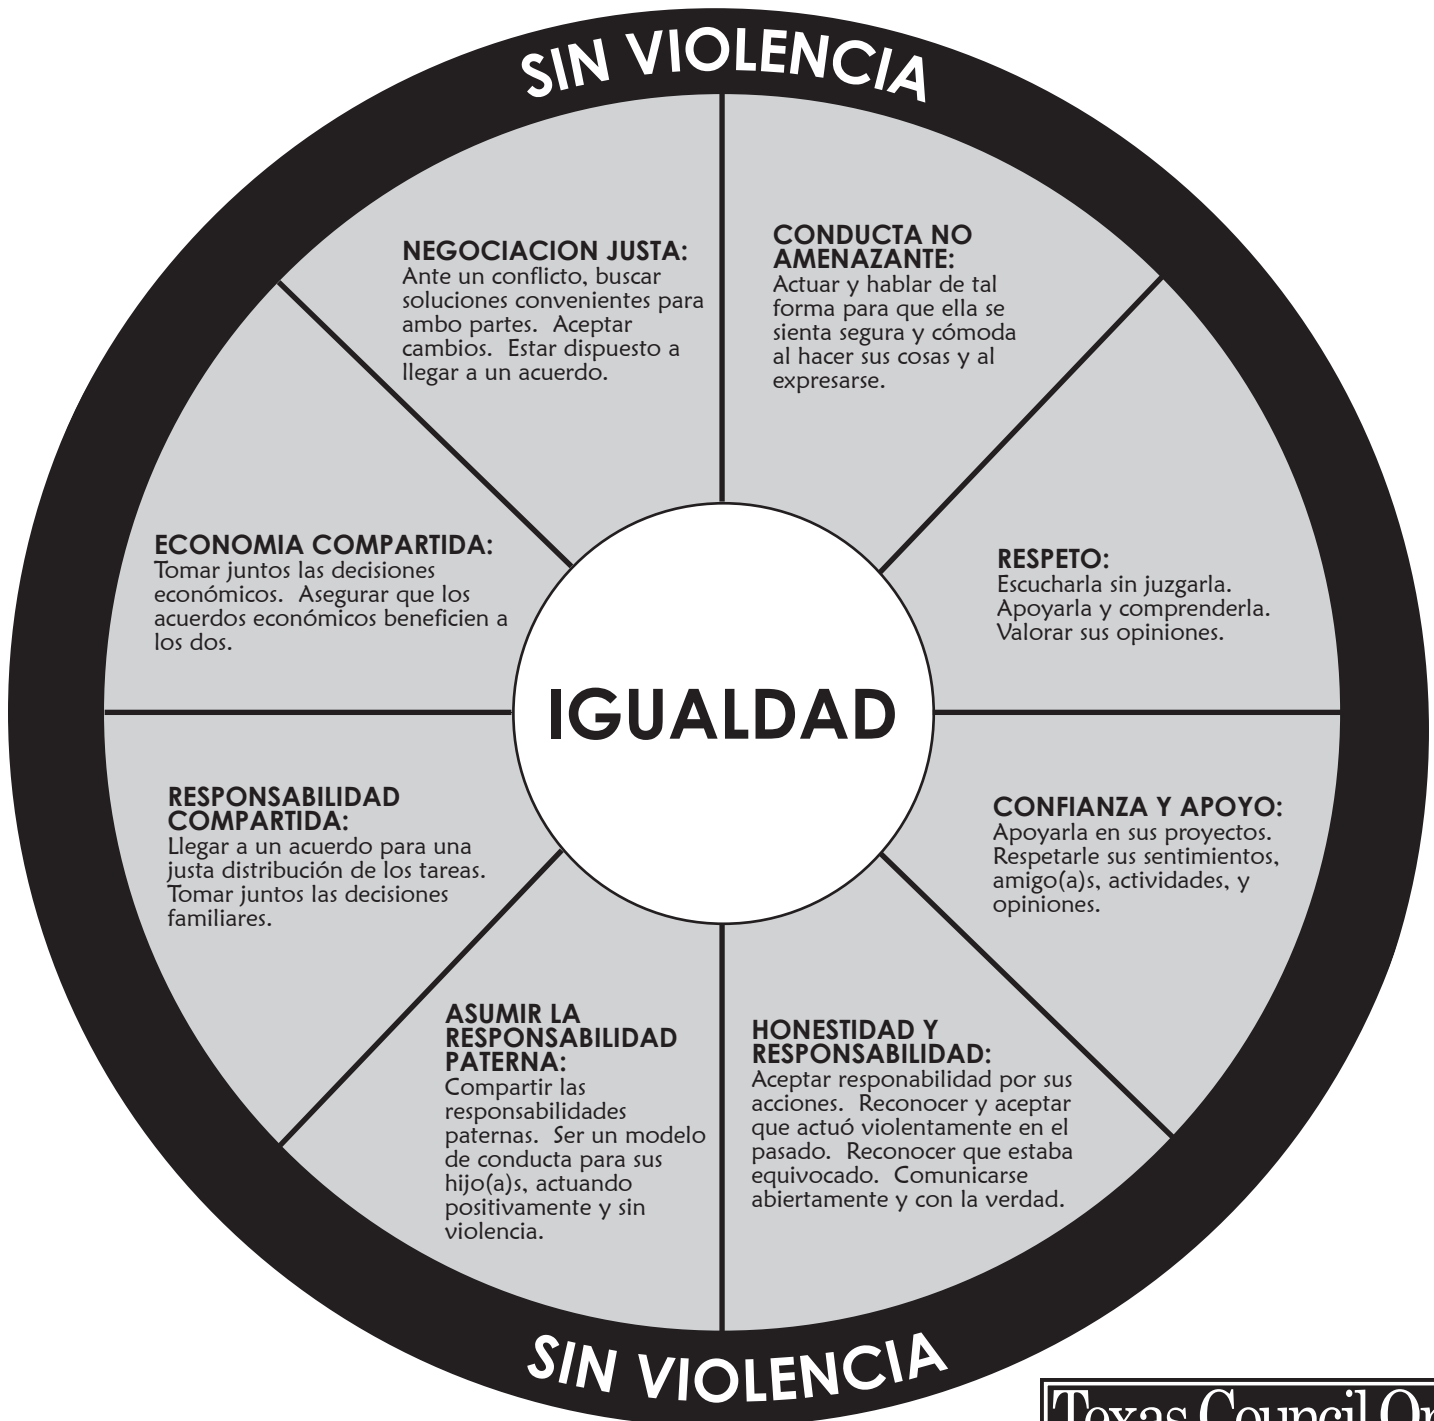 SIN VIOLENCIA
NEGOCIACION JUSTA:
Ante un conflicto, buscar
soluciones convenientes para
ambo partes.  Aceptar
cambios.  Estar dispuesto a
llegar a un acuerdo.
CONDUCTA NO
AMENAZANTE:
Actuar y hablar de tal
forma para que ella se
sienta segura y cómoda
al hacer sus cosas y al
expresarse.
ECONOMIA COMPARTIDA:
Tomar juntos las decisiones
económicos.  Asegurar que los
acuerdos económicos beneficien a
los dos.
RESPETO:
Escucharla sin juzgarla.
Apoyarla y comprenderla.
Valorar sus opiniones.
IGUALDAD
RESPONSABILIDAD
COMPARTIDA:
Llegar a un acuerdo para una
justa distribución de los tareas.
Tomar juntos las decisiones
familiares.
CONFIANZA Y APOYO:
Apoyarla en sus proyectos.
Respetarle sus sentimientos,
amigo(a)s, actividades, y
opiniones.
ASUMIR LA
RESPONSABILIDAD
PATERNA:
Compartir las
responsabilidades
paternas.  Ser un modelo
de conducta para sus
hijo(a)s, actuando
positivamente y sin
violencia.
HONESTIDAD Y
RESPONSABILIDAD:
Aceptar responabilidad por sus
acciones.  Reconocer y aceptar
que actuó violentamente en el
pasado.  Reconocer que estaba
equivocado.  Comunicarse
abiertamente y con la verdad.
SIN VIOLENCIA
Texas Council On